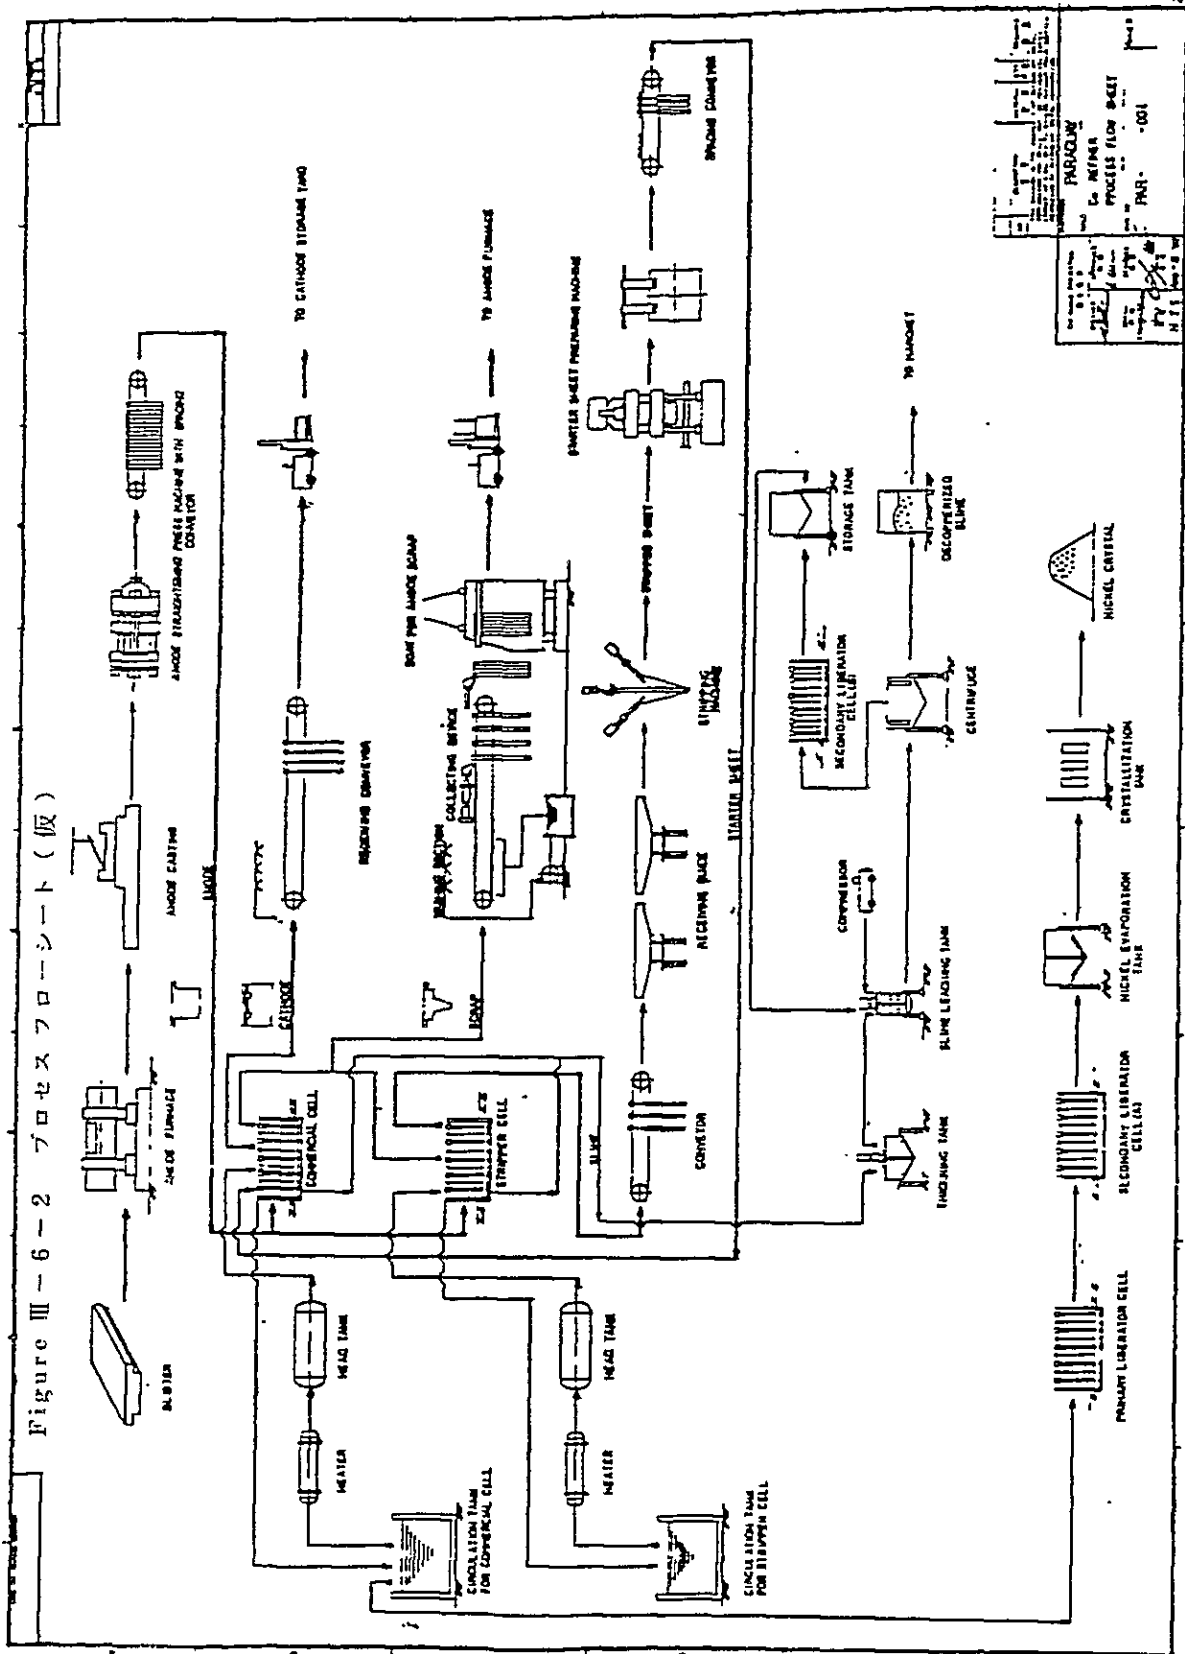 Figure Ⅲ-6-2 プロセスフローシート(仮)
BLISTER
ANODE FURNACE
ANODE CASTING
ANODE STRAIGHTENING PRESS MACHINE WITH SPACING
CONVEYOR
ANODE
CATHODE
RECEIVING CONVEYOR
TO CATHODE STORAGE YARD
HEATER
HEAD TANK
COMMERCIAL CELL
SCRAP
COLLECTING DEVICE
BOAT FOR ANODE SCRAP
TO ANODE FURNACE
CIRCULATION TANK
FOR COMMERCIAL CELL
STRIPPER CELL
SLIME
CONVEYOR
RECEIVING
STRIPPING
MACHINE
STRIPPED SHEET
STARTER SHEET PREPARING MACHINE
SPACING CONVEYOR
STARTER SHEET
HEATER
HEAD TANK
CIRCULATION TANK
FOR STRIPPER CELL
THICKENING TANK
SLIME LEACHING TANK
COMPRESSOR
SECONDARY LIBERATOR
CELL(B)
STORAGE TANK
CENTRIFUGE
DECOPPERIZED
SLIME
TO MARKET
PRIMARY LIBERATOR CELL
SECONDARY LIBERATOR
CELL(A)
NICKEL EVAPORATION
TANK
CRYSTALLIZATION
TANK
NICKEL CRYSTAL
PARAGUAY
Cu REFINER
PROCESS FLOW SHEET
PAR- -001